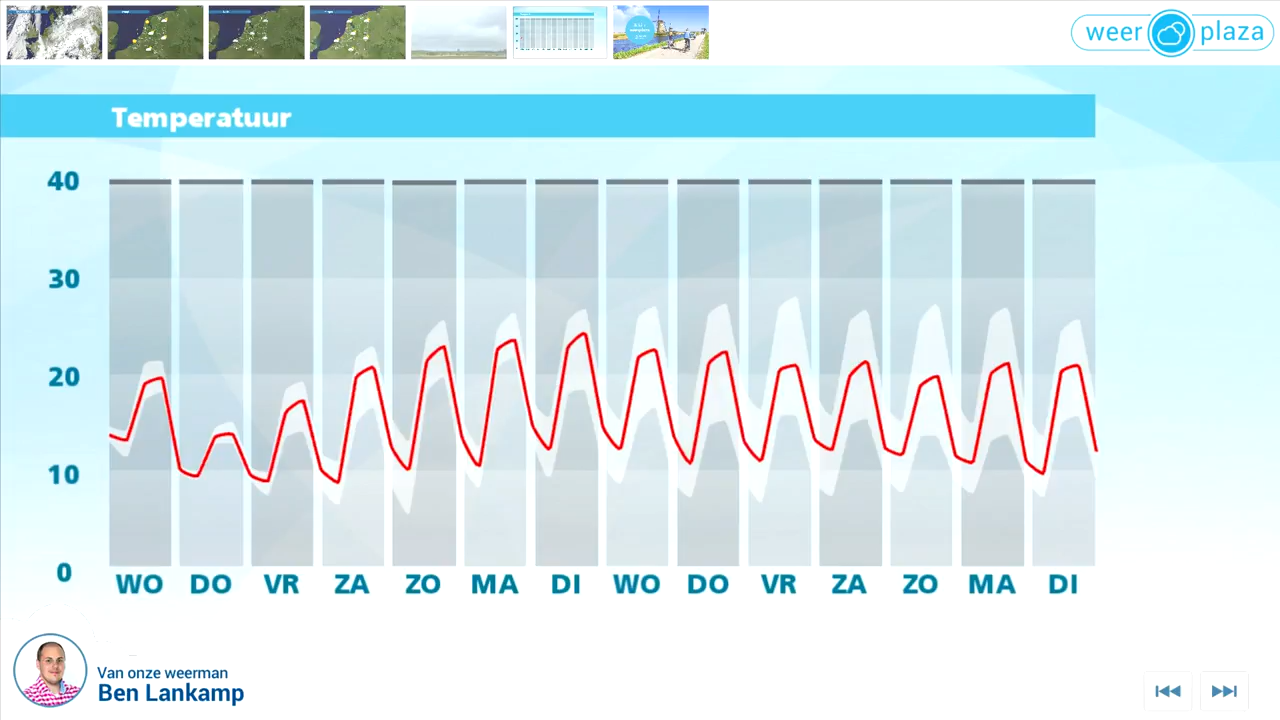 weer plaza
Temperatuur
40
30
20
10
0
WO DO VR ZA ZO MA DI WO DO VR ZA ZO MA DI
Van onze weerman
Ben Lankamp